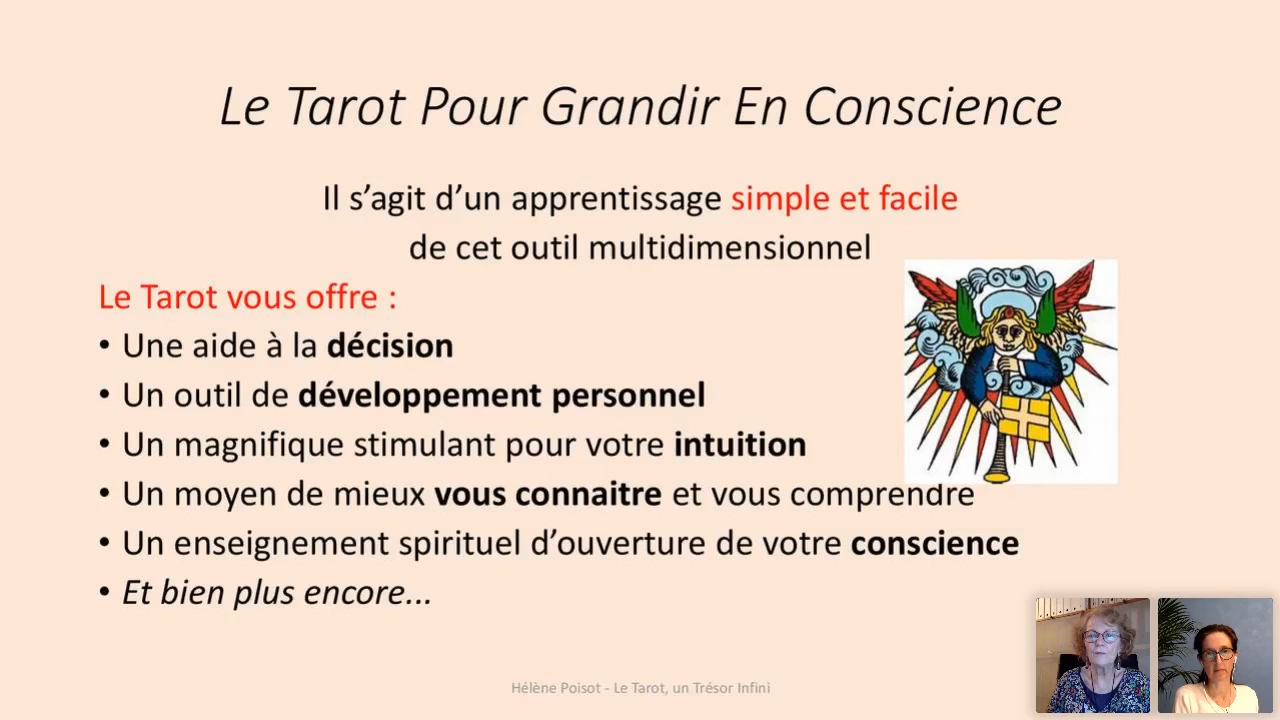 Le Tarot Pour Grandir En Conscience
Il s’agit d’un apprentissage simple et facile
de cet outil multidimensionnel
Le Tarot vous offre :
• Une aide à la décision
• Un outil de développement personnel
• Un magnifique stimulant pour votre intuition
• Un moyen de mieux vous connaitre et vous comprendre
• Un enseignement spirituel d’ouverture de votre conscience
• Et bien plus encore...
Hélène Poisot - Le Tarot, un Trésor Infini